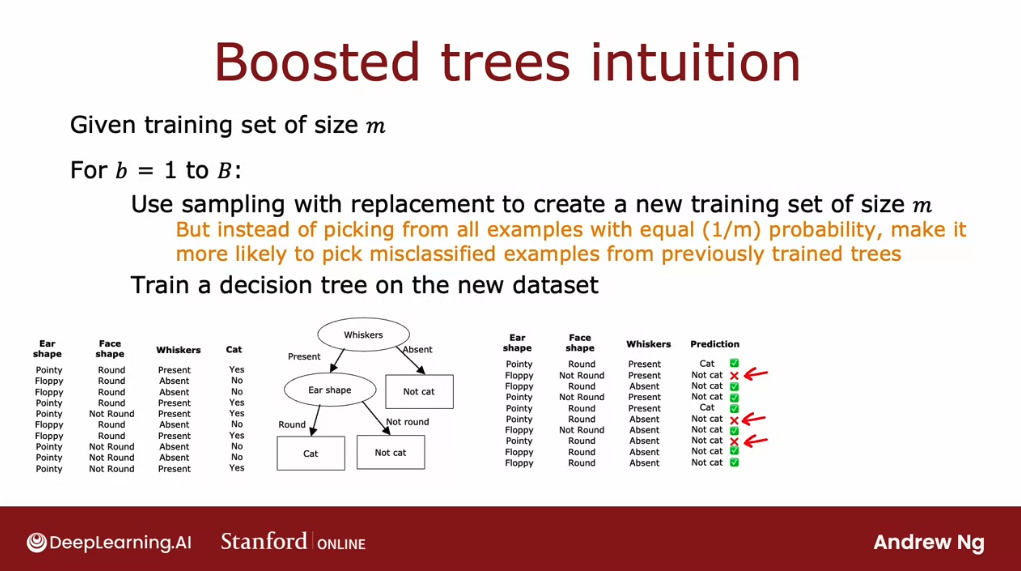 Boosted trees intuition
Given training set of size m
For b = 1 to B:
Use sampling with replacement to create a new training set of size m
But instead of picking from all examples with equal (1/m) probability, make it
more likely to pick misclassified examples from previously trained trees
Train a decision tree on the new dataset
Ear shape Face shape Whiskers Cat
Pointy Round Present Yes
Floppy Round Absent No
Floppy Round Absent No
Pointy Round Present Yes
Pointy Not Round Present Yes
Floppy Round Absent No
Floppy Round Present Yes
Pointy Not Round Absent No
Pointy Not Round Absent No
Pointy Not Round Present Yes
Whiskers
Present Absent
Ear shape Not cat
Round Not round
Cat Not cat
Ear shape Face shape Whiskers Prediction
Pointy Round Present Cat ✅
Floppy Not Round Present Not cat ❌
Floppy Round Absent Not cat ✅
Pointy Not Round Present Not cat ✅
Pointy Round Present Cat ✅
Pointy Round Absent Not cat ❌
Floppy Not Round Absent Not cat ✅
Pointy Round Absent Not cat ❌
Floppy Round Absent Not cat ✅
Floppy Round Absent Not cat ✅
DeepLearning.AI Stanford | ONLINE Andrew Ng